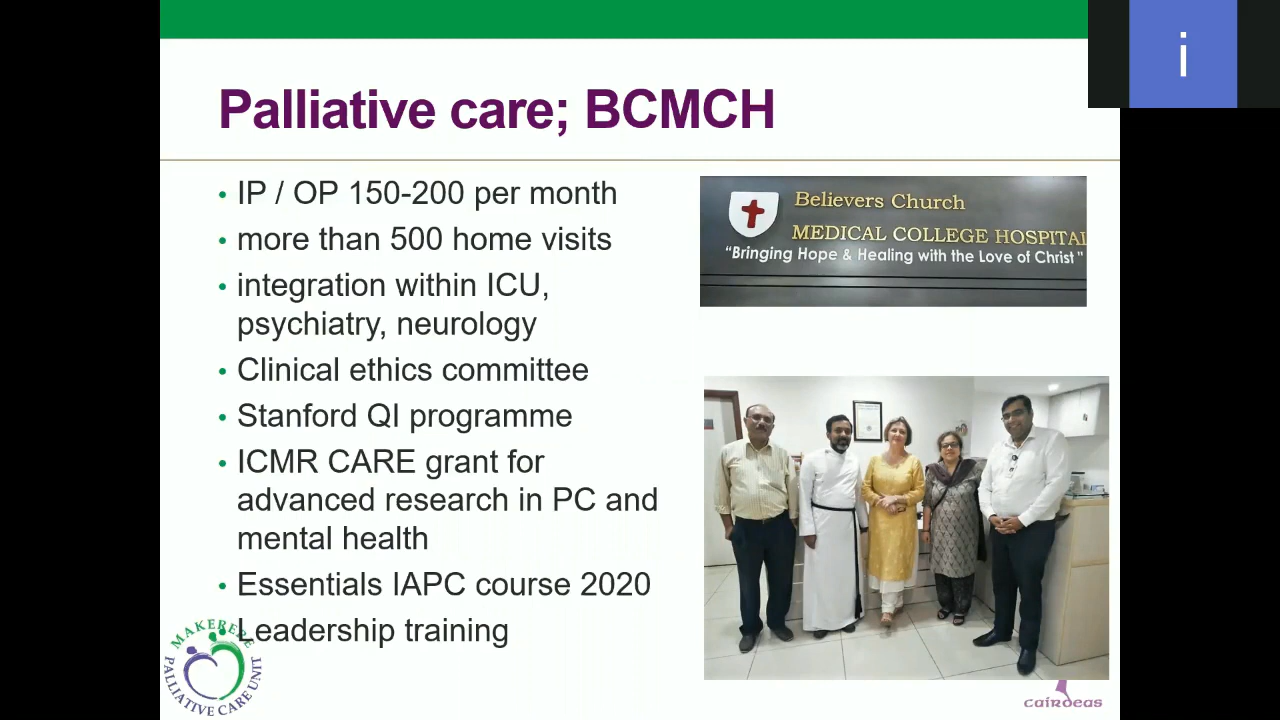 i
Palliative care; BCMCH
• IP / OP 150-200 per month
• more than 500 home visits
• integration within ICU,
psychiatry, neurology
• Clinical ethics committee
• Stanford QI programme
• ICMR CARE grant for
advanced research in PC and
mental health
• Essentials IAPC course 2020
Leadership training
Believers Church
MEDICAL COLLEGE HOSPITAL
“Bringing Hope & Healing with the Love of Christ”
MAKERERE
PALLIATIVE CARE UNIT
cairdeas